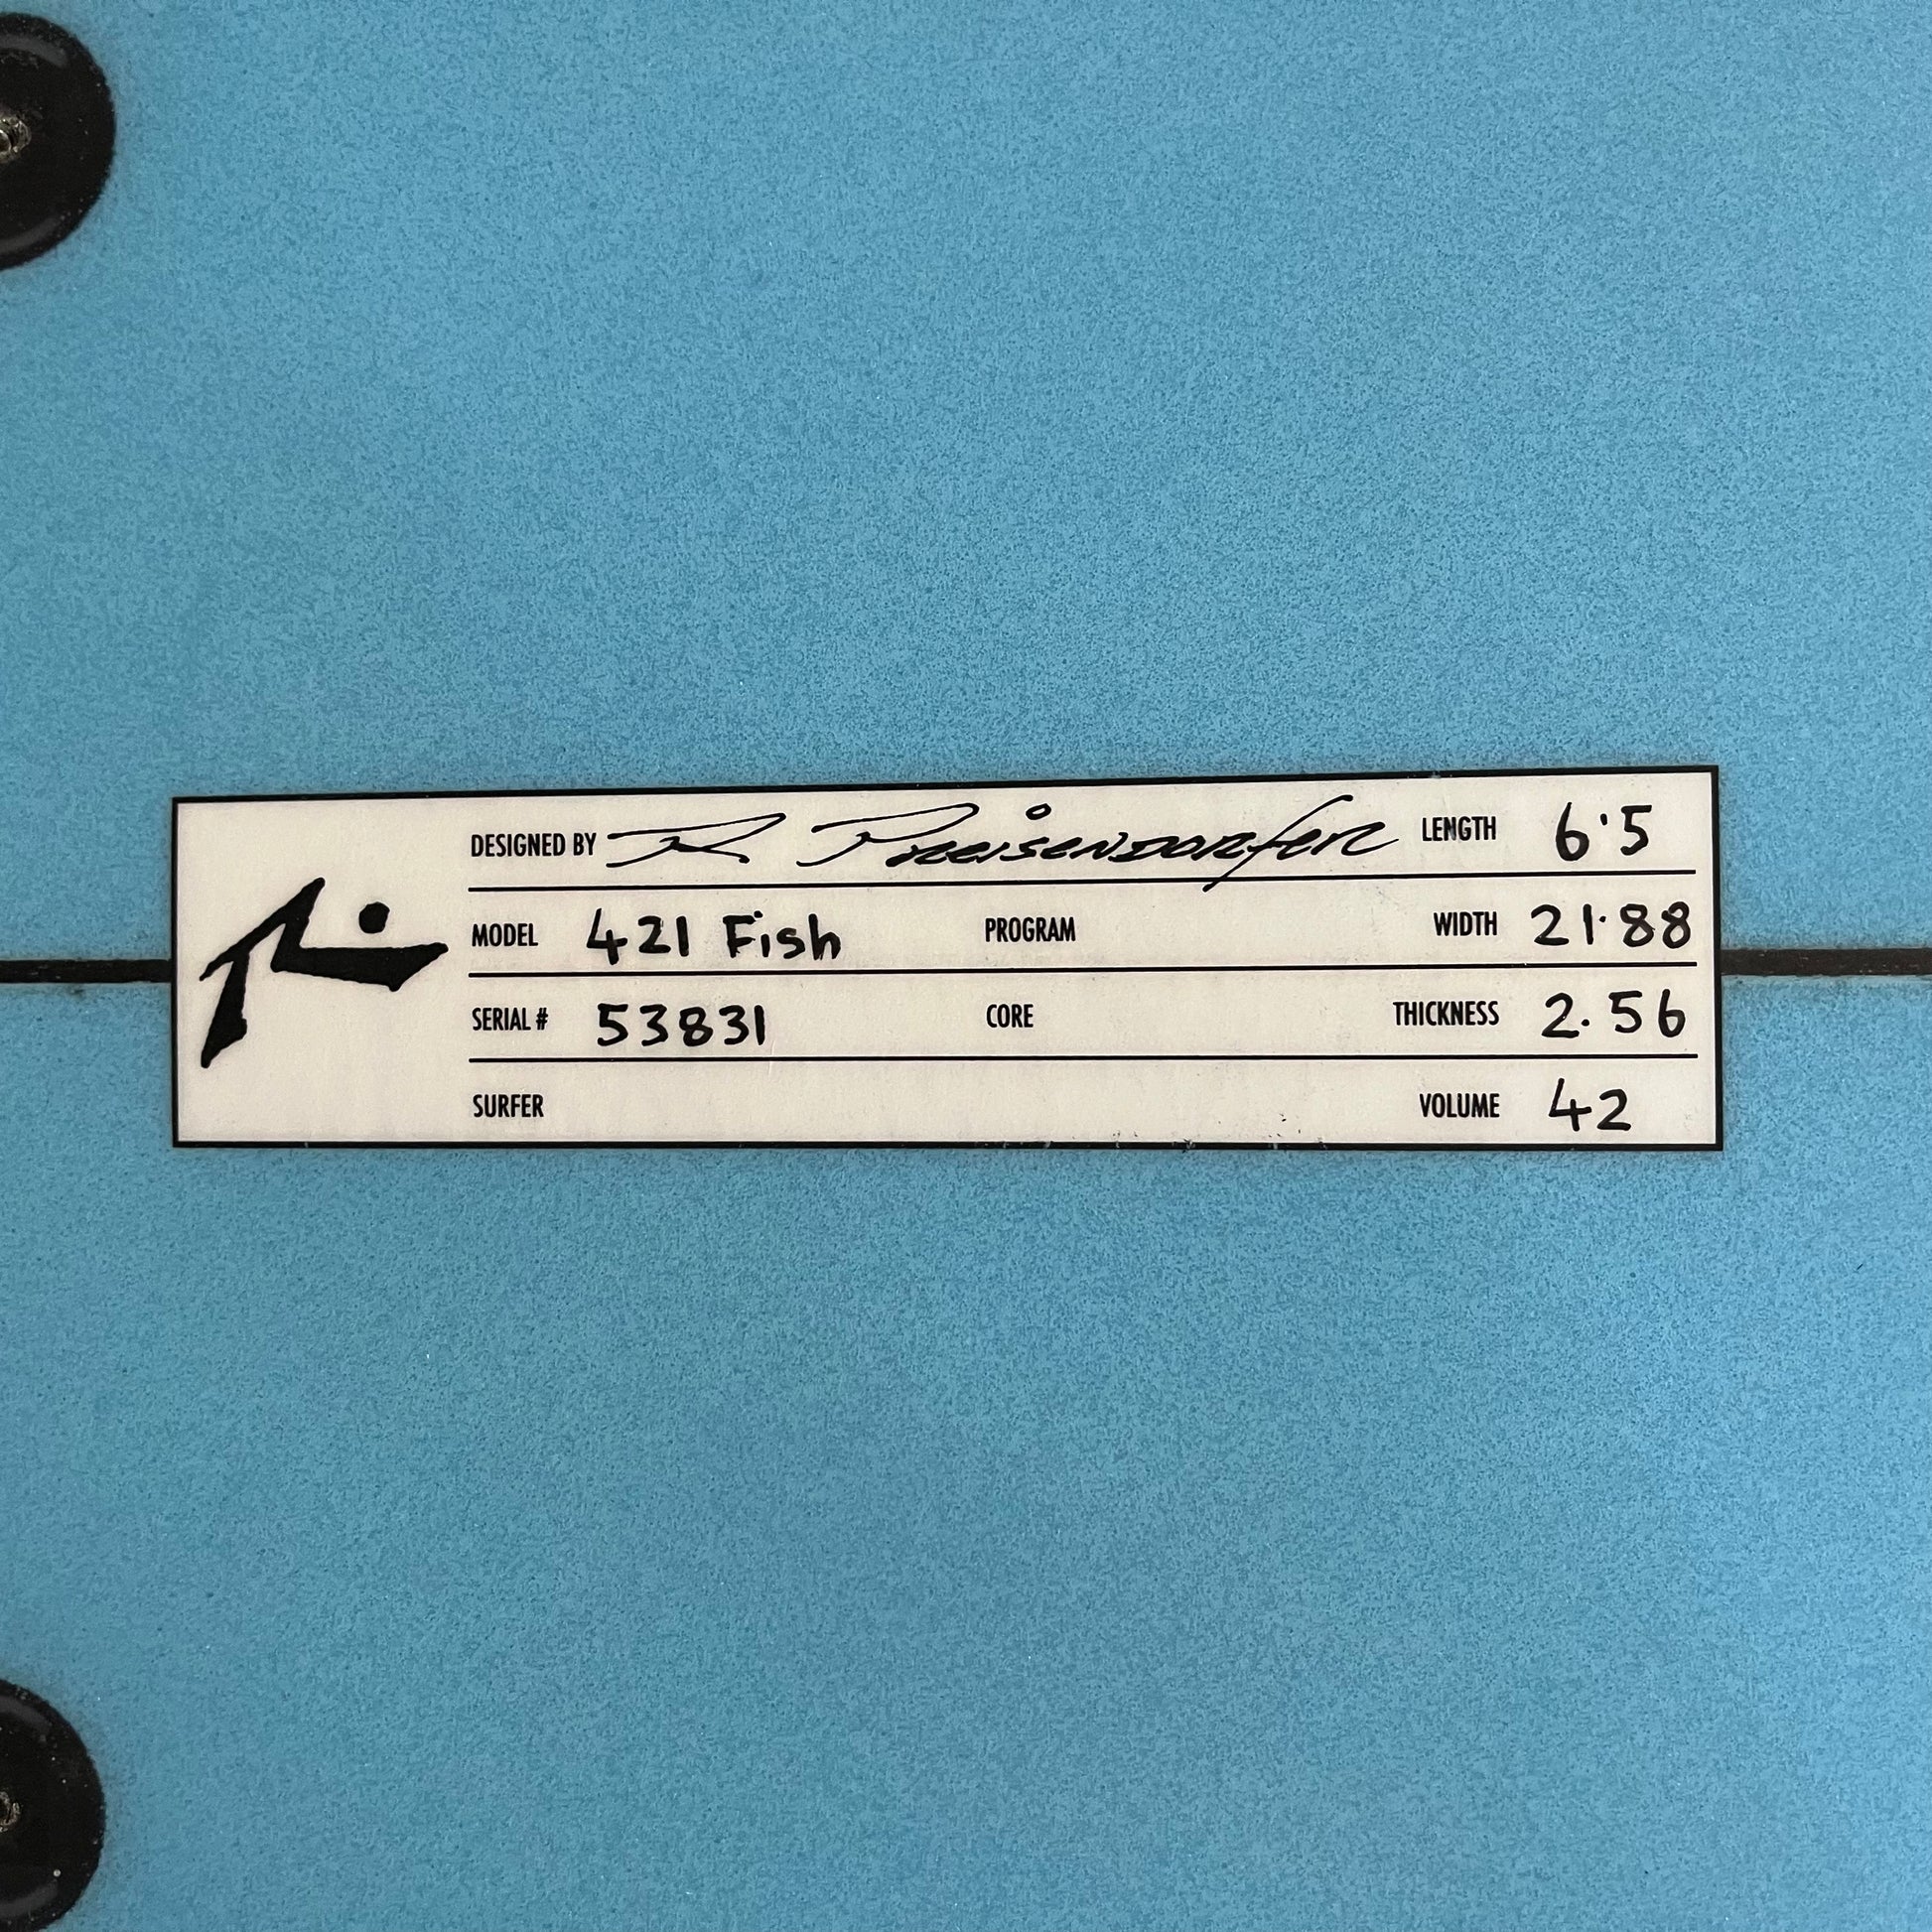 DESIGNED BY R Preisendorfer LENGTH 6'5
MODEL 421 Fish PROGRAM WIDTH 21.88
SERIAL # 53831 CORE THICKNESS 2.56
SURFER VOLUME 42